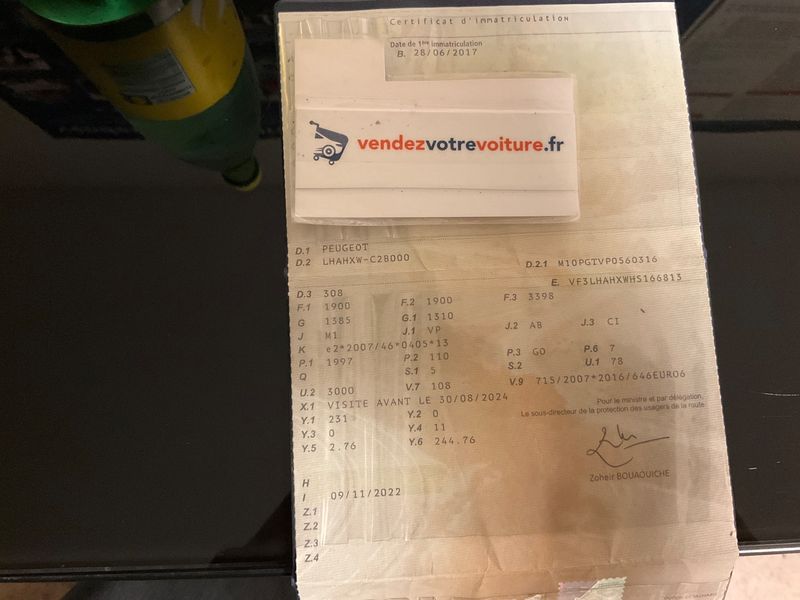 Certificat d'immatriculation
Date de 1ère immatriculation
B. 28/06/2017
vendezvotrevoiture.fr
D.1 PEUGEOT
D.2 LHAHXW-C2B000 D.2.1 M10PGTVP0560316
E. VF3LHAHXWHS166813
D.3 308
F.1 1900 F.2 1900 F.3 3398
G 1385 G.1 1310
J M1 J.1 VP J.2 AB J.3 CI
K e2*2007/46*0405*13
P.1 1997 P.2 110 P.3 GO P.6 7
Q S.1 5 S.2 U.1 78
U.2 3000 V.7 108 V.9 715/2007*2016/646EURO6
X.1 VISITE AVANT LE 30/08/2024
Y.1 231 Y.2 0
Y.3 0 Y.4 11
Y.5 2.76 Y.6 244.76
Pour le ministre et par délégation,
Le sous-directeur de la protection des usagers de la route
Zoheir BOUAOUICHE
H
I 09/11/2022
Z.1
Z.2
Z.3
Z.4